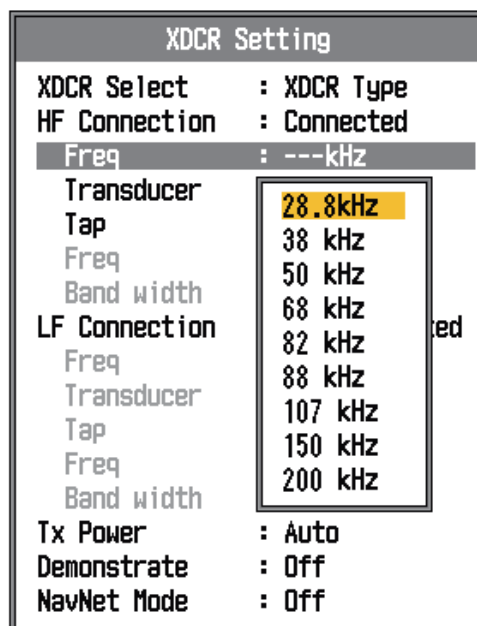 XDCR Setting
XDCR Select : XDCR Type
HF Connection : Connected
Freq : ---kHz
Transducer
Tap
Freq
Band width
LF Connection ted
Freq
Transducer
Tap
Freq
Band width
Tx Power : Auto
Demonstrate : Off
NavNet Mode : Off
28.8kHz
38 kHz
50 kHz
68 kHz
82 kHz
88 kHz
107 kHz
150 kHz
200 kHz